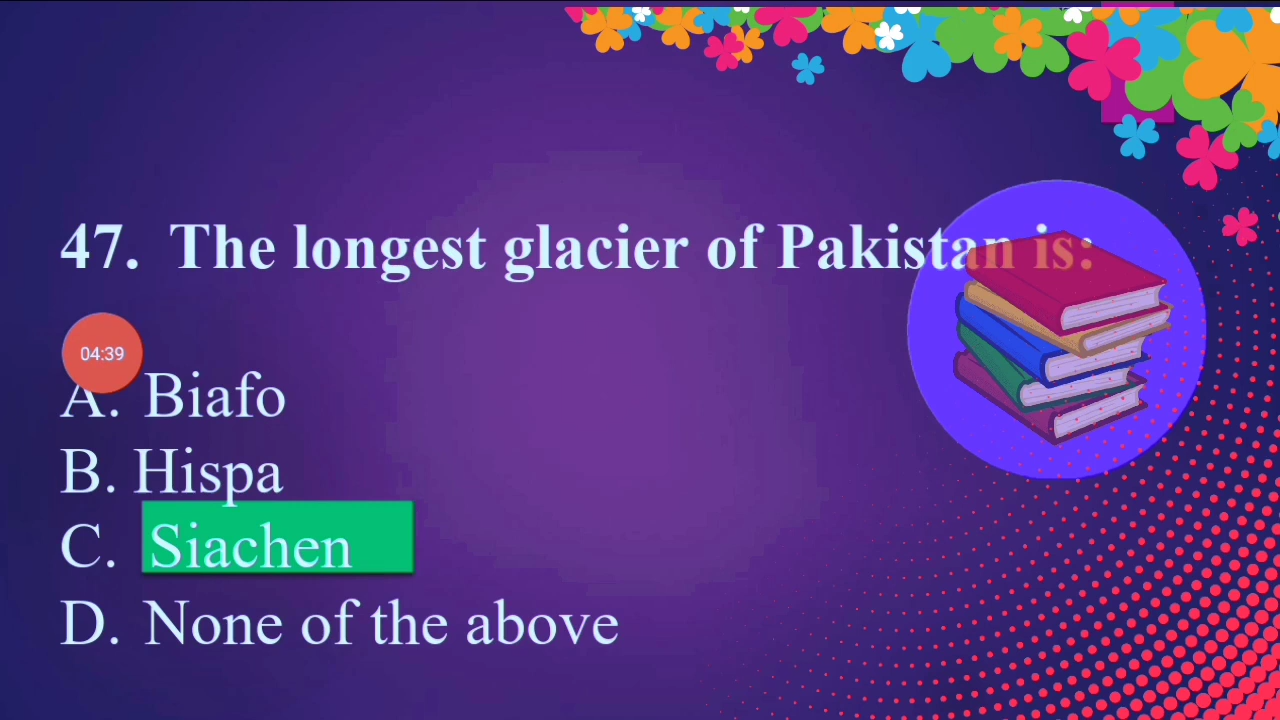 47. The longest glacier of Pakistan is:
04:39
A. Biafo
B. Hispa
C. Siachen
D. None of the above